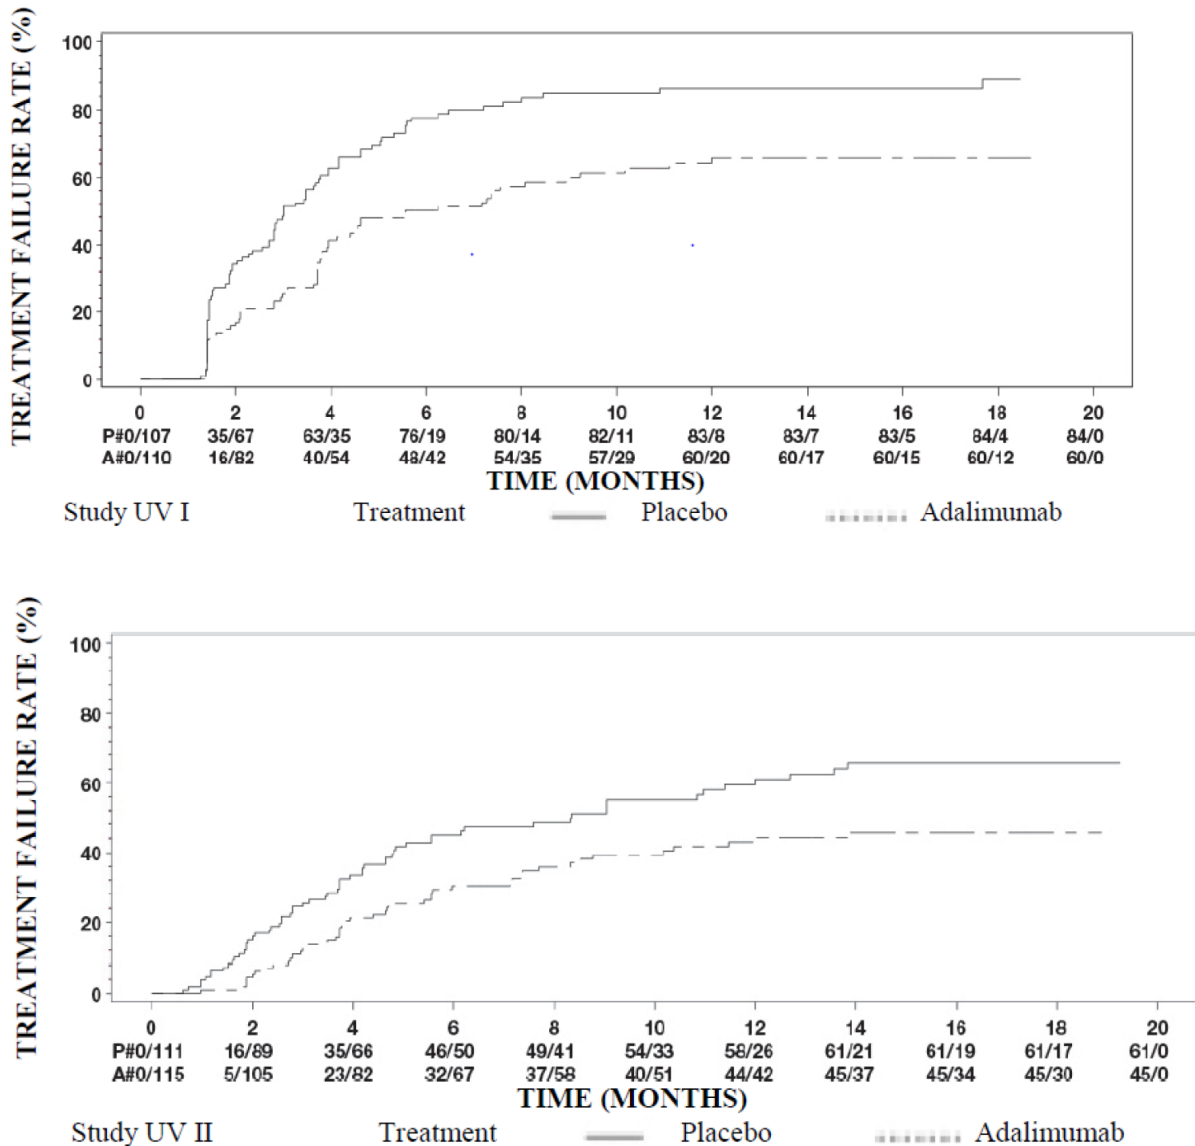 TREATMENT FAILURE RATE (%)
100
80
60
40
20
0
0 2 4 6 8 10 12 14 16 18 20
P#0/107 35/67 63/35 76/19 80/14 82/11 83/8 83/7 83/5 84/4 84/0
A#0/110 16/82 40/54 48/42 54/35 57/29 60/20 60/17 60/15 60/12 60/0
TIME (MONTHS)
Study UV I Treatment Placebo Adalimumab
TREATMENT FAILURE RATE (%)
100
80
60
40
20
0
0 2 4 6 8 10 12 14 16 18 20
P#0/111 16/89 35/66 46/50 49/41 54/33 58/26 61/21 61/19 61/17 61/0
A#0/115 5/105 23/82 32/67 37/58 40/51 44/42 45/37 45/34 45/30 45/0
TIME (MONTHS)
Study UV II Treatment Placebo Adalimumab